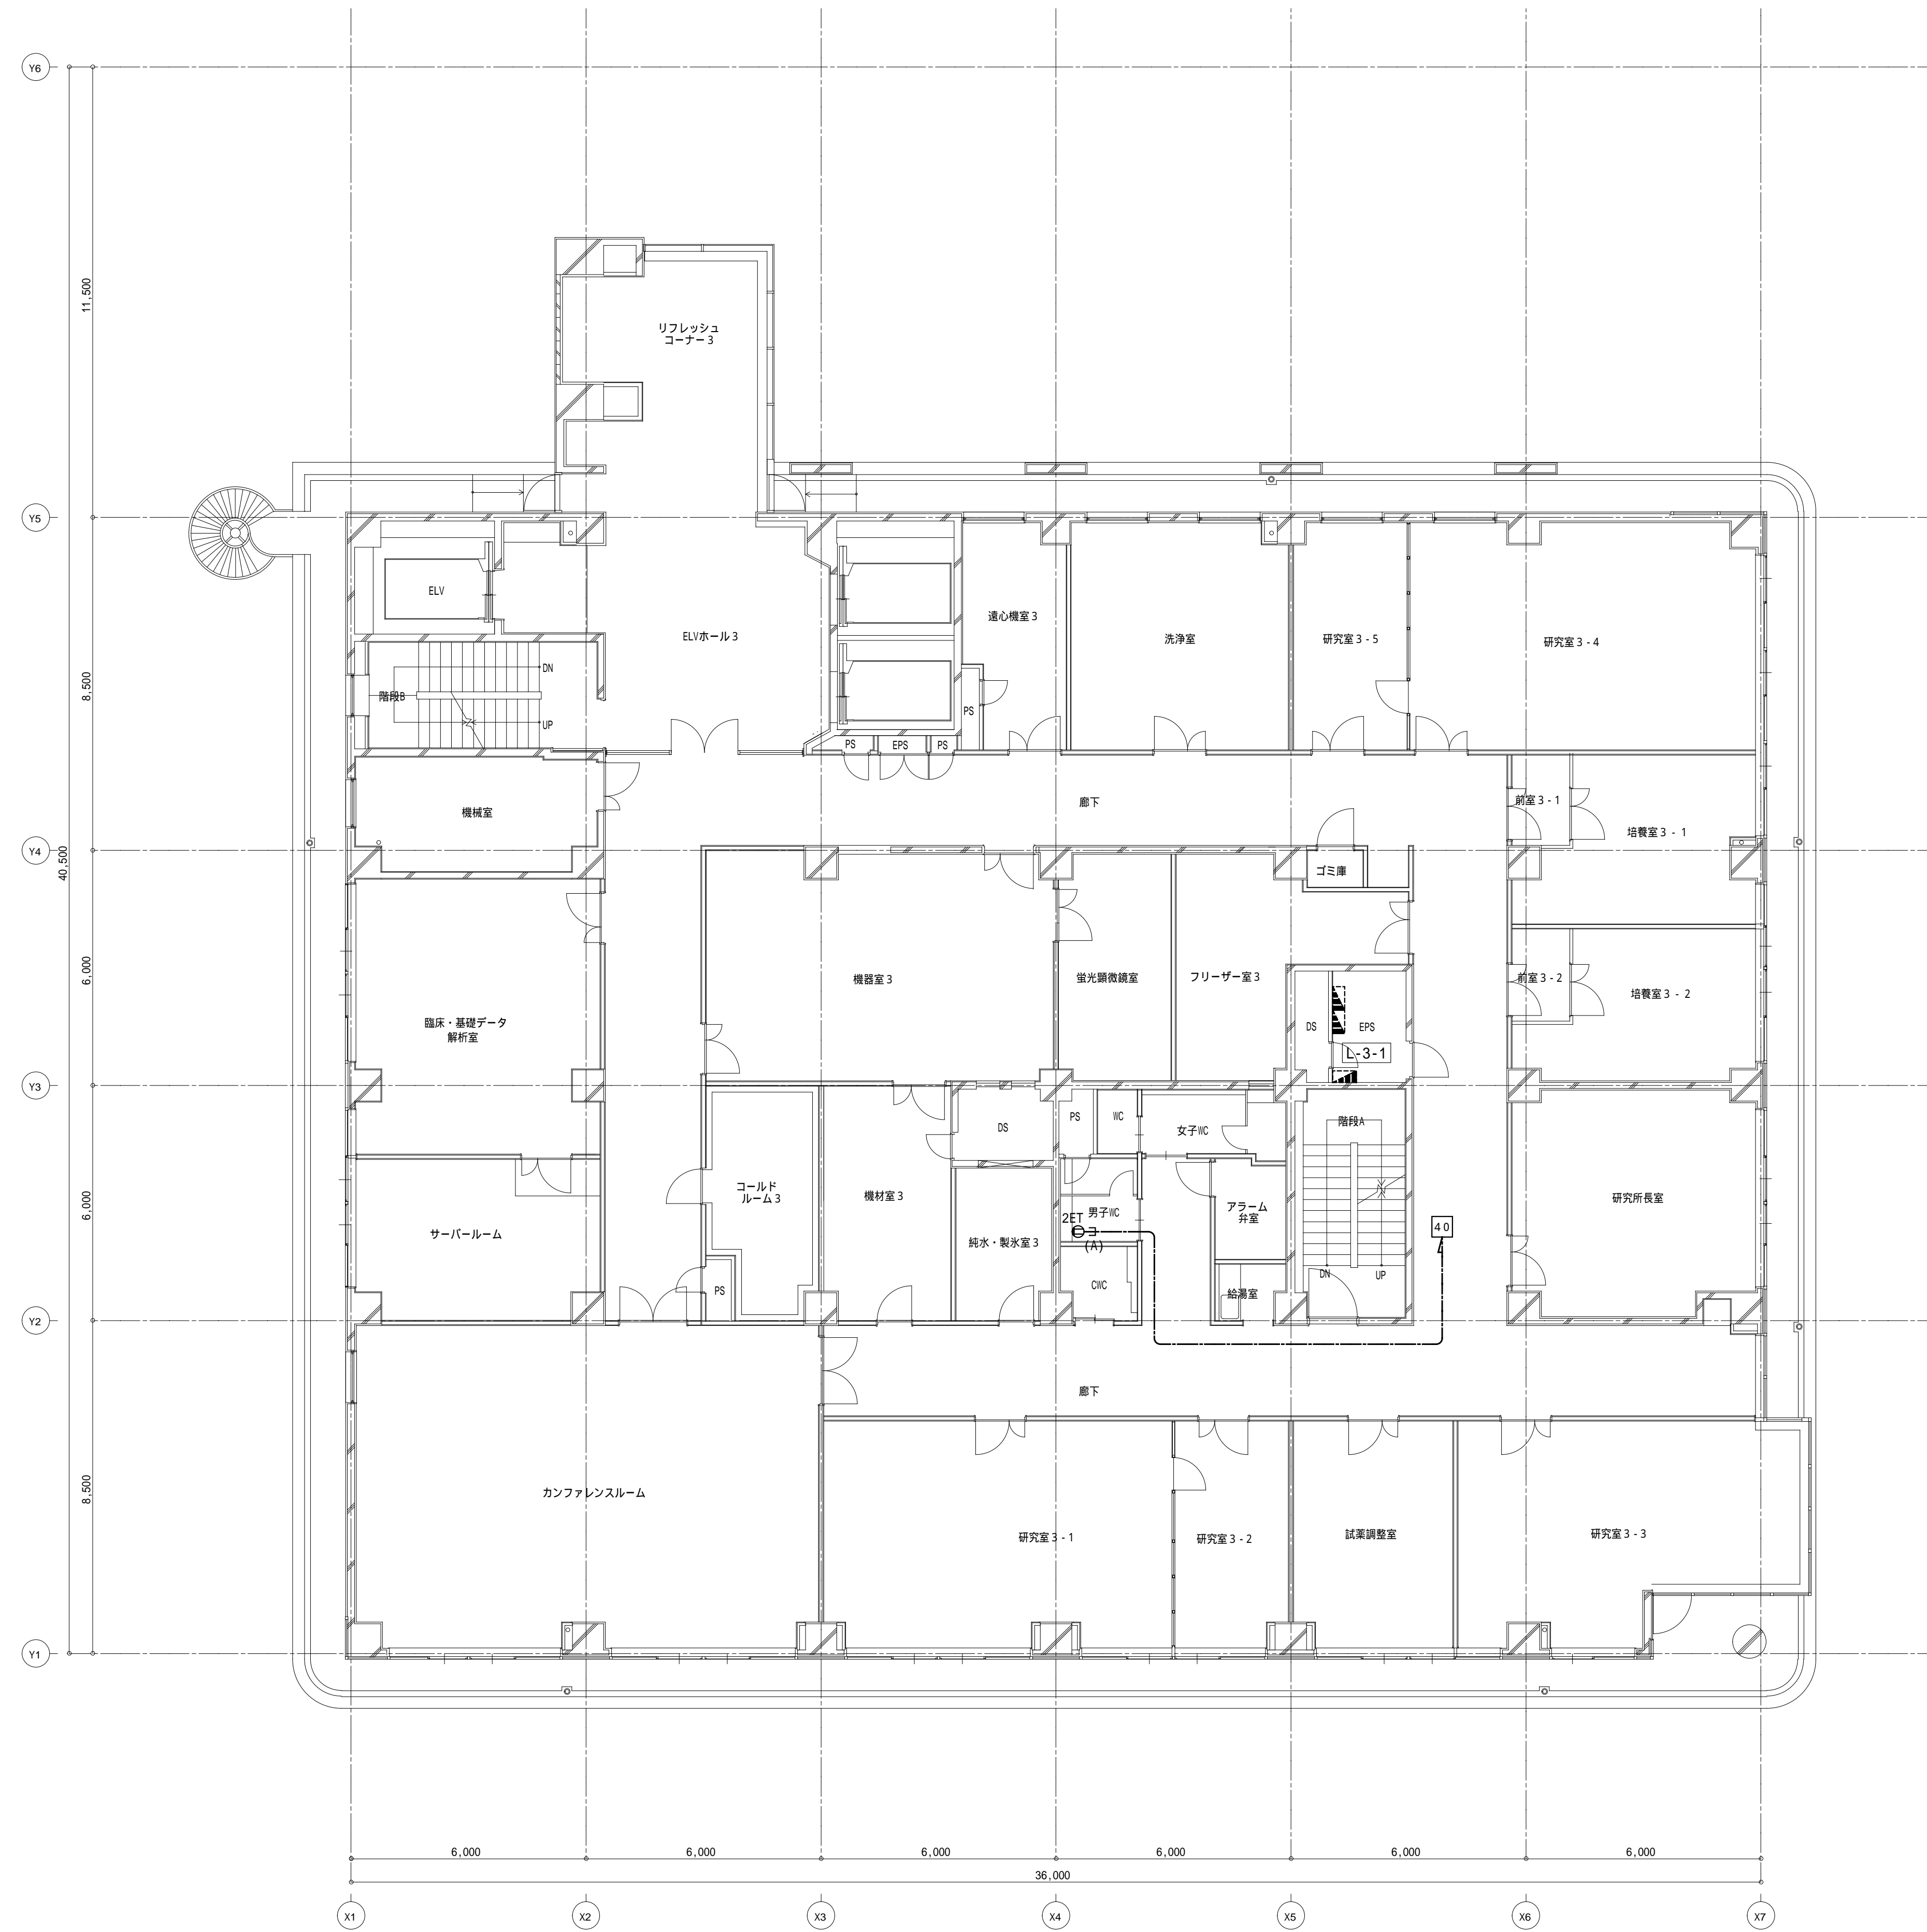 Y6
11,500
リフレッシュ
コーナー３
Y5
ELV
ELVホール３
遠心機室３
洗浄室
研究室３-５
研究室３-４
8,500
DN
階段B
UP
PS
PS
EPS
PS
機械室
廊下
前室３-１
培養室３-１
Y4
40,500
ゴミ庫
6,000
機器室３
蛍光顕微鏡室
フリーザー室３
前室３-２
培養室３-２
臨床・基礎データ
解析室
DS
EPS
L-3-1
Y3
PS
WC
DS
女子WC
階段A
コールド
ルーム３
機材室３
研究所長室
6,000
アラーム
弁室
男子WC
2ET
(A)
40
サーバールーム
純水・製氷室３
DN
UP
CWC
PS
給湯室
Y2
廊下
8,500
カンファレンスルーム
研究室３-１
研究室３-２
試薬調整室
研究室３-３
Y1
6,000
6,000
6,000
6,000
6,000
6,000
36,000
X1
X2
X3
X4
X5
X6
X7